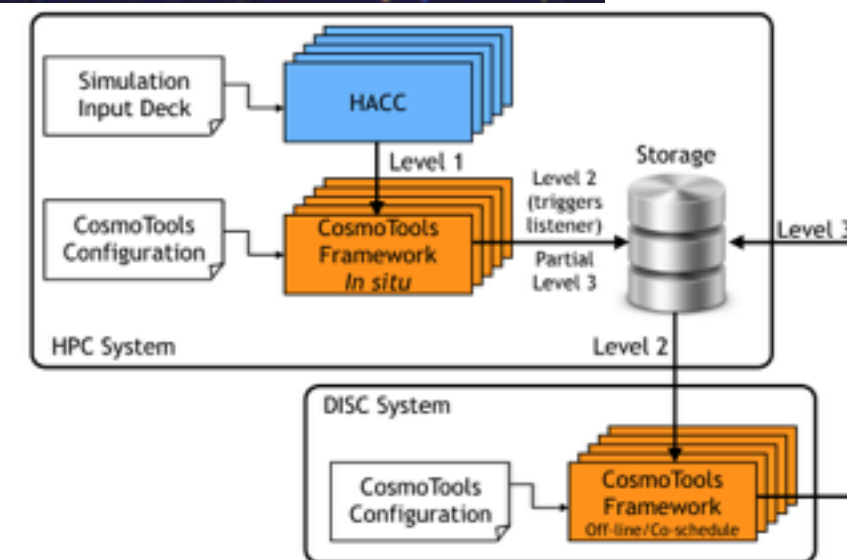 Simulation
Input Deck
HACC
Level 1
Storage
Level 2
(triggers
listener)
Partial
Level 3
Level 3
CosmoTools
Configuration
CosmoTools
Framework
In situ
HPC System
Level 2
DISC System
CosmoTools
Configuration
CosmoTools
Framework
Off-line/Co-schedule